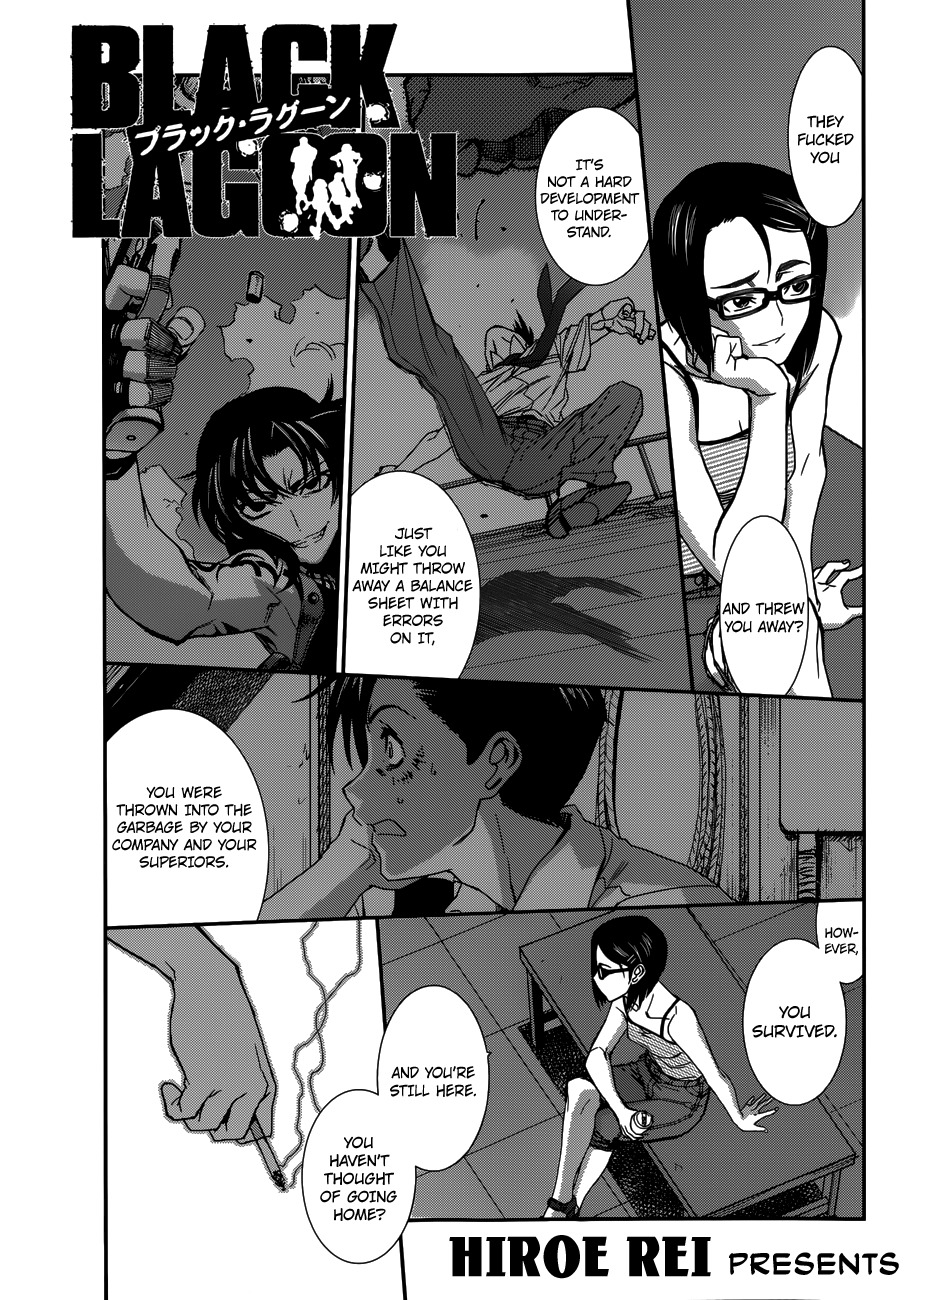 BLACK
ブラック・ラグーン
LAGOON
THEY
FUCKED
YOU
AND THREW
YOU AWAY?
IT'S
NOT A HARD
DEVELOPMENT
TO UNDER-
STAND.
JUST
LIKE YOU
MIGHT THROW
AWAY A BALANCE
SHEET WITH
ERRORS
ON IT,
YOU WERE
THROWN INTO THE
GARBAGE BY YOUR
COMPANY AND YOUR
SUPERIORS.
HOW-
EVER,
YOU
SURVIVED.
AND YOU'RE
STILL HERE.
YOU
HAVEN'T
THOUGHT
OF GOING
HOME?
HIROE REI PRESENTS